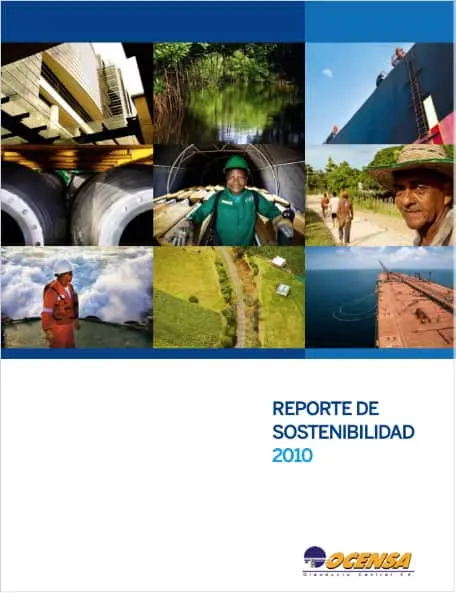 REPORTE DE
SOSTENIBILIDAD
2010
OCENSA
Oleoducto Central S.A.